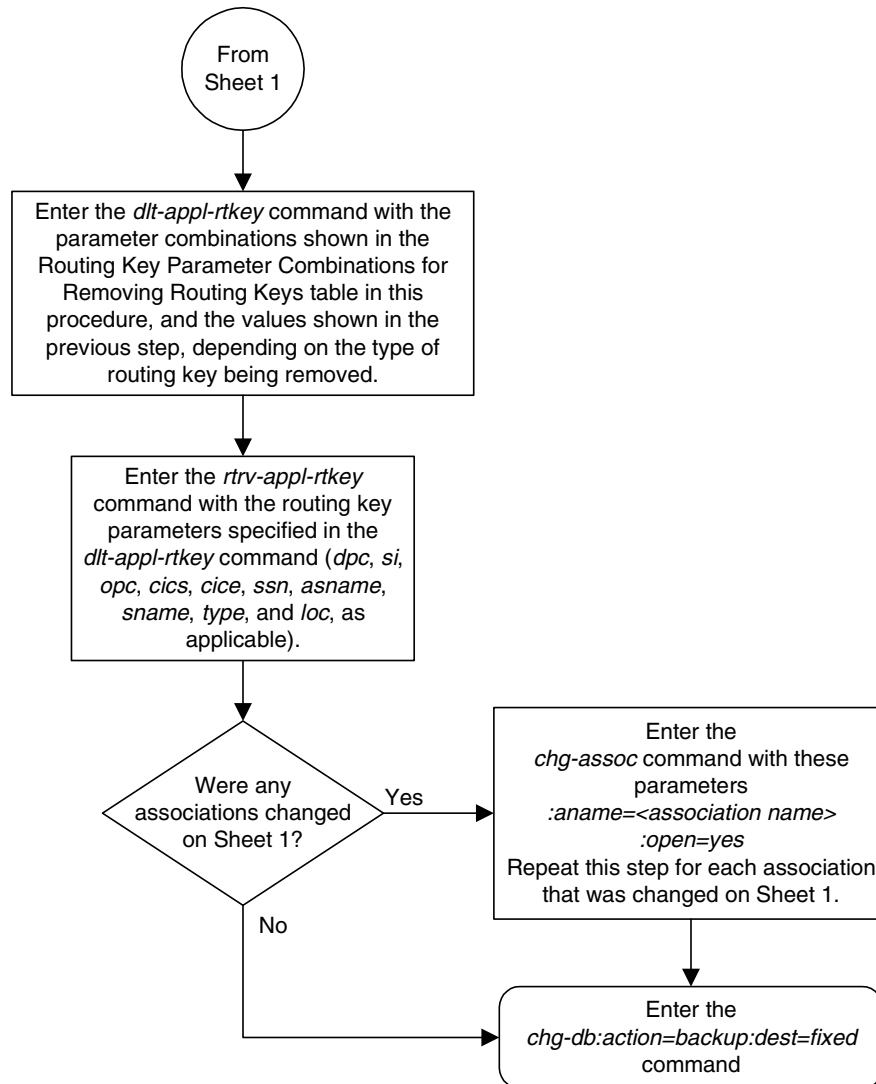 From
Sheet 1
Enter the dlt-appl-rtkey command with the
parameter combinations shown in the
Routing Key Parameter Combinations for
Removing Routing Keys table in this
procedure, and the values shown in the
previous step, depending on the type of
routing key being removed.
Enter the rtrv-appl-rtkey
command with the routing key
parameters specified in the
dlt-appl-rtkey command (dpc, si,
opc, cics, cice, ssn, asname,
sname, type, and loc, as
applicable).
Were any
associations changed
on Sheet 1?
Yes
Enter the
chg-assoc command with these
parameters
:aname=<association name>
:open=yes
Repeat this step for each association
that was changed on Sheet 1.
No
Enter the
chg-db:action=backup:dest=fixed
command